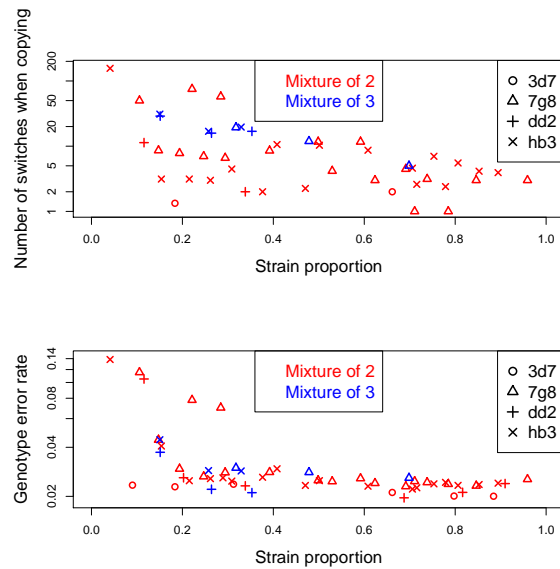 Number of switches when copying
200
50
20
5
2
1
Mixture of 2
Mixture of 3
3d7
7g8
dd2
hb3
0.0 0.2 0.4 0.6 0.8 1.0
Strain proportion
Genotype error rate
0.14
0.08
0.04
0.02
Mixture of 2
Mixture of 3
3d7
7g8
dd2
hb3
0.0 0.2 0.4 0.6 0.8 1.0
Strain proportion